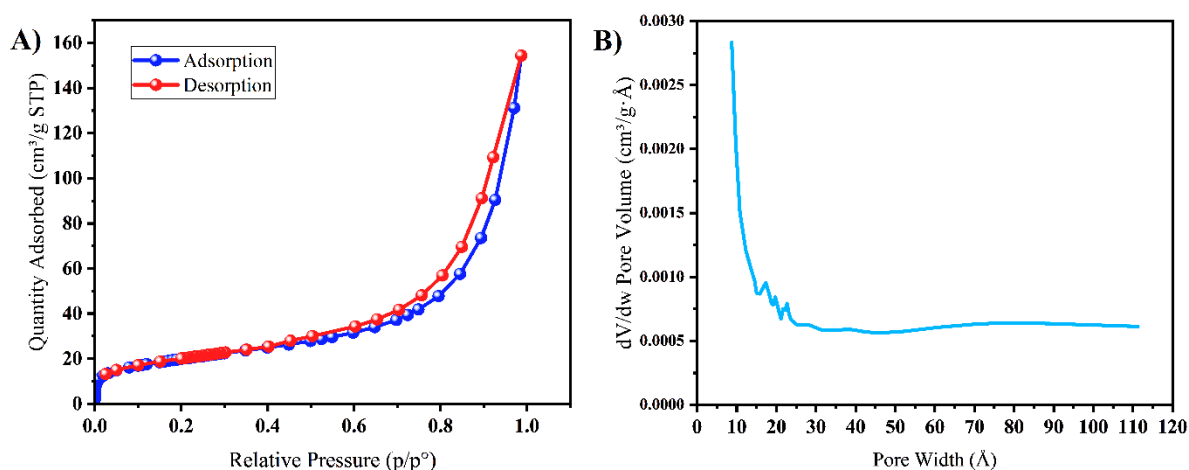 A)
Adsorption
Desorption
Quantity Adsorbed (cm³/g STP)
160
140
120
100
80
60
40
20
0
0.0 0.2 0.4 0.6 0.8 1.0
Relative Pressure (p/p°)
B)
dV/dw Pore Volume (cm³/g·Å)
0.0030
0.0025
0.0020
0.0015
0.0010
0.0005
0.0000
0 10 20 30 40 50 60 70 80 90 100 110 120
Pore Width (Å)